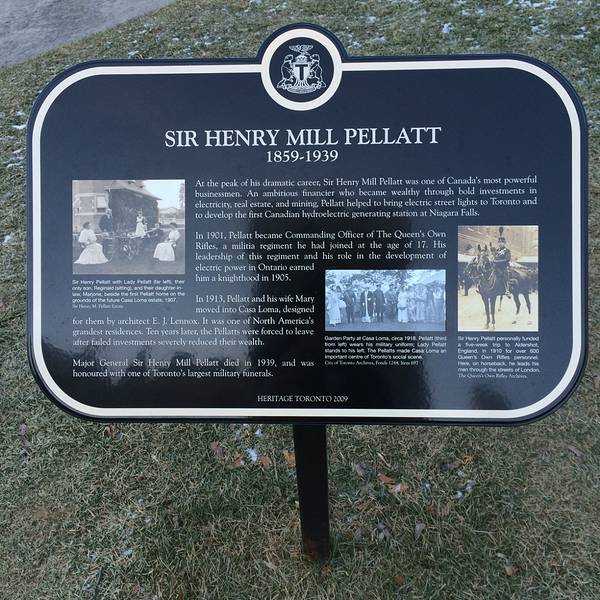 T
SIR HENRY MILL PELLATT
1859-1939
At the peak of his dramatic career, Sir Henry Mill Pellatt was one of Canada's most powerful
businessmen. An ambitious financier who became wealthy through bold investments in
electricity, real estate, and mining, Pellatt helped to bring electric street lights to Toronto and
to develop the first Canadian hydroelectric generating station at Niagara Falls.
In 1901, Pellatt became Commanding Officer of The Queen's Own
Rifles, a militia regiment he had joined at the age of 17. His
leadership of this regiment and his role in the development of
electric power in Ontario earned
him a knighthood in 1905.
In 1913, Pellatt and his wife Mary
moved into Casa Loma, designed
for them by architect E. J. Lennox. It was one of North America's
grandest residences. Ten years later, the Pellatts were forced to leave
after failed investments severely reduced their wealth.
Major General Sir Henry Mill Pellatt died in 1939, and was
honoured with one of Toronto's largest military funerals.
Sir Henry Pellatt with Lady Pellatt (far left), their
only son, Reginald (sitting), and their daughter-in-
law, Marjorie, beside the first Pellatt home on the
grounds of the future Casa Loma estate, 1907.
Sir Henry M. Pellatt Estate
Garden Party at Casa Loma, circa 1918. Pellatt (third
from left) wears his military uniform; Lady Pellatt
stands to his left. The Pellatts made Casa Loma an
important centre of Toronto's social scene.
City of Toronto Archives, Fonds 1244, Item 692
Sir Henry Pellatt personally funded
a five-week trip to Aldershot,
England, in 1910 for over 600
Queen's Own Rifles personnel.
Here, on horseback, he leads his
men through the streets of London.
The Queen's Own Rifles Archives.
HERITAGE TORONTO 2009